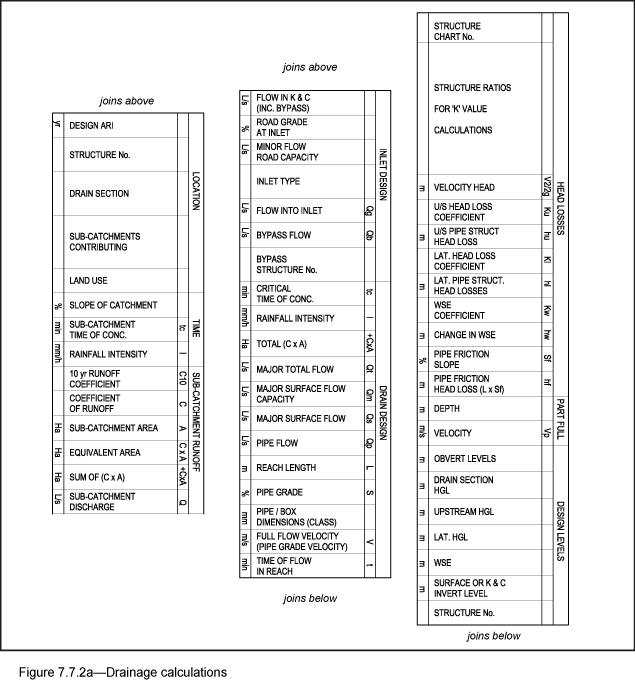 joins above
yr DESIGN ARI
STRUCTURE No.
DRAIN SECTION
SUB-CATCHMENTS
CONTRIBUTING
LAND USE
LOCATION
% SLOPE OF CATCHMENT
min SUB-CATCHMENT tc
TIME OF CONC.
TIME
mm/h RAINFALL INTENSITY I
10 yr RUNOFF C10
COEFFICIENT
COEFFICIENT C
OF RUNOFF
Ha SUB-CATCHMENT AREA A
Ha EQUIVALENT AREA C x A
Ha SUM OF (C x A) +CxA
L/s SUB-CATCHMENT Q
DISCHARGE
SUB-CATCHMENT RUNOFF
joins above
L/s FLOW IN K & C
(INC. BYPASS)
% ROAD GRADE
AT INLET
L/s MINOR FLOW
ROAD CAPACITY
INLET TYPE
L/s FLOW INTO INLET Qg
L/s BYPASS FLOW Qb
BYPASS
STRUCTURE No.
INLET DESIGN
min CRITICAL tc
TIME OF CONC.
mm/h RAINFALL INTENSITY I
Ha TOTAL (C x A) +CxA
L/s MAJOR TOTAL FLOW Qt
L/s MAJOR SURFACE FLOW Qm
CAPACITY
L/s MAJOR SURFACE FLOW Qs
L/s PIPE FLOW Qp
m REACH LENGTH L
% PIPE GRADE S
mm PIPE / BOX
DIMENSIONS (CLASS)
m/s FULL FLOW VELOCITY V
(PIPE GRADE VELOCITY)
min TIME OF FLOW t
IN REACH
DRAIN DESIGN
joins below
STRUCTURE
CHART No.
STRUCTURE RATIOS
FOR 'K' VALUE
CALCULATIONS
m VELOCITY HEAD V2/2g
U/S HEAD LOSS Ku
COEFFICIENT
m U/S PIPE STRUCT hu
HEAD LOSS
LAT. HEAD LOSS Kl
COEFFICIENT
m LAT. PIPE STRUCT. hl
HEAD LOSSES
WSE Kw
COEFFICIENT
m CHANGE IN WSE hw
% PIPE FRICTION Sf
SLOPE
m PIPE FRICTION hf
HEAD LOSS (L x Sf)
HEAD LOSSES
m DEPTH
m/s VELOCITY Vp
PART FULL
m OBVERT LEVELS
m DRAIN SECTION
HGL
m UPSTREAM HGL
m LAT. HGL
m WSE
m SURFACE OR K & C
INVERT LEVEL
STRUCTURE No.
DESIGN LEVELS
joins below
Figure 7.7.2a—Drainage calculations